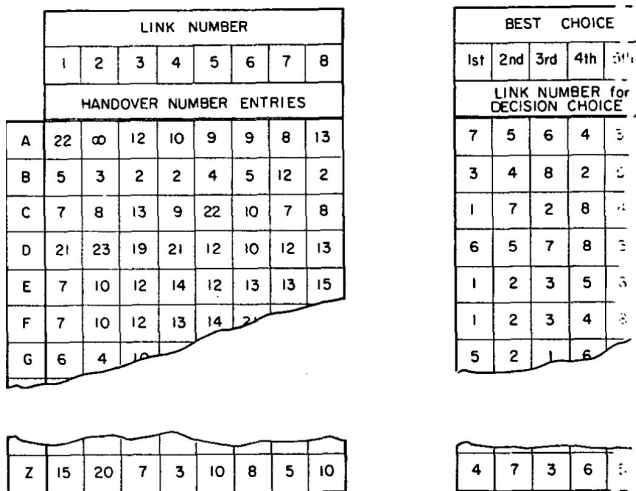 LINK NUMBER
1 2 3 4 5 6 7 8
HANDOVER NUMBER ENTRIES
A 22 ∞ 12 10 9 9 8 13
B 5 3 2 2 4 5 12 2
C 7 8 13 9 22 10 7 8
D 21 23 19 21 12 10 12 13
E 7 10 12 14 12 13 13 15
F 7 10 12 13 14
G 6 4
Z 15 20 7 3 10 8 5 10
BEST CHOICE
1st 2nd 3rd 4th
LINK NUMBER for
DECISION CHOICE
7 5 6 4
3 4 8 2
1 7 2 8
6 5 7 8
1 2 3 5
1 2 3 4
5 2 1 6
4 7 3 6